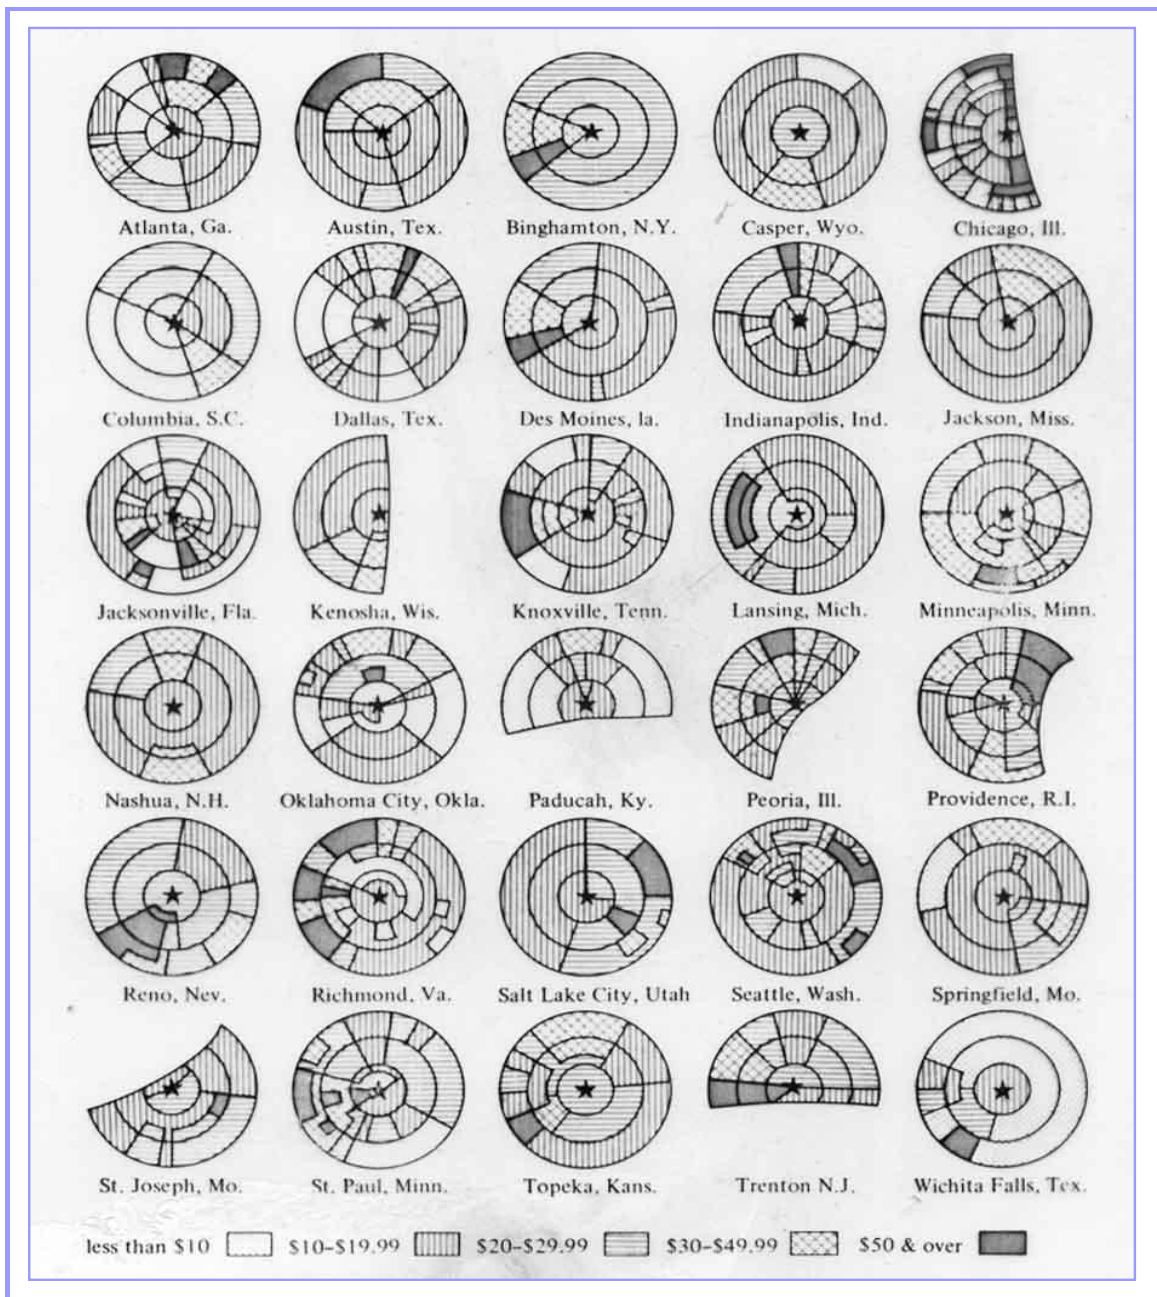 Atlanta, Ga. Austin, Tex. Binghamton, N.Y. Casper, Wyo. Chicago, Ill.
Columbia, S.C. Dallas, Tex. Des Moines, Ia. Indianapolis, Ind. Jackson, Miss.
Jacksonville, Fla. Kenosha, Wis. Knoxville, Tenn. Lansing, Mich. Minneapolis, Minn.
Nashua, N.H. Oklahoma City, Okla. Paducah, Ky. Peoria, Ill. Providence, R.I.
Reno, Nev. Richmond, Va. Salt Lake City, Utah Seattle, Wash. Springfield, Mo.
St. Joseph, Mo. St. Paul, Minn. Topeka, Kans. Trenton N.J. Wichita Falls, Tex.
less than $10 $10–$19.99 $20–$29.99 $30–$49.99 $50 & over